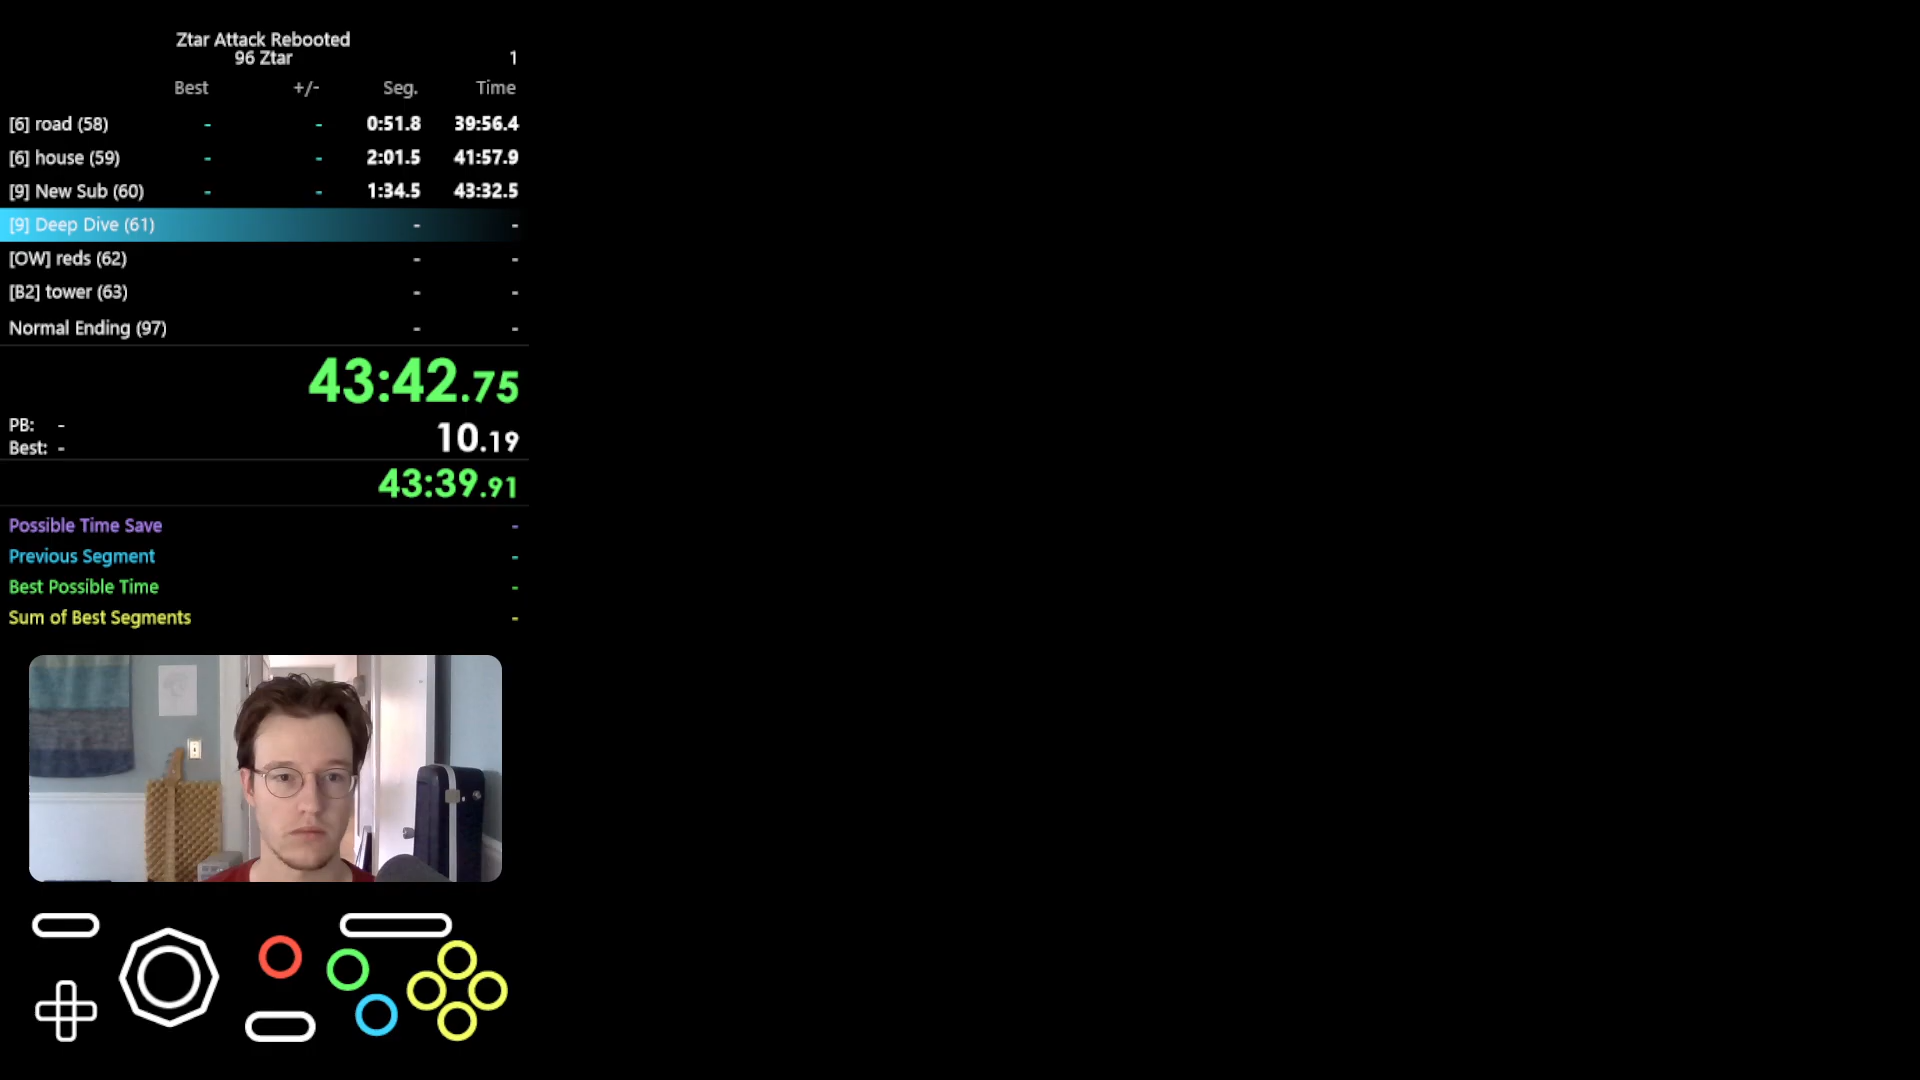 Ztar Attack Rebooted
96 Ztar 1
Best +/- Seg. Time
[6] road (58) - - 0:51.8 39:56.4
[6] house (59) - - 2:01.5 41:57.9
[9] New Sub (60) - - 1:34.5 43:32.5
[9] Deep Dive (61) - -
[OW] reds (62) - -
[B2] tower (63) - -
Normal Ending (97) - -
43:42.75
PB: - 10.19
Best: -
43:39.91
Possible Time Save -
Previous Segment -
Best Possible Time -
Sum of Best Segments -